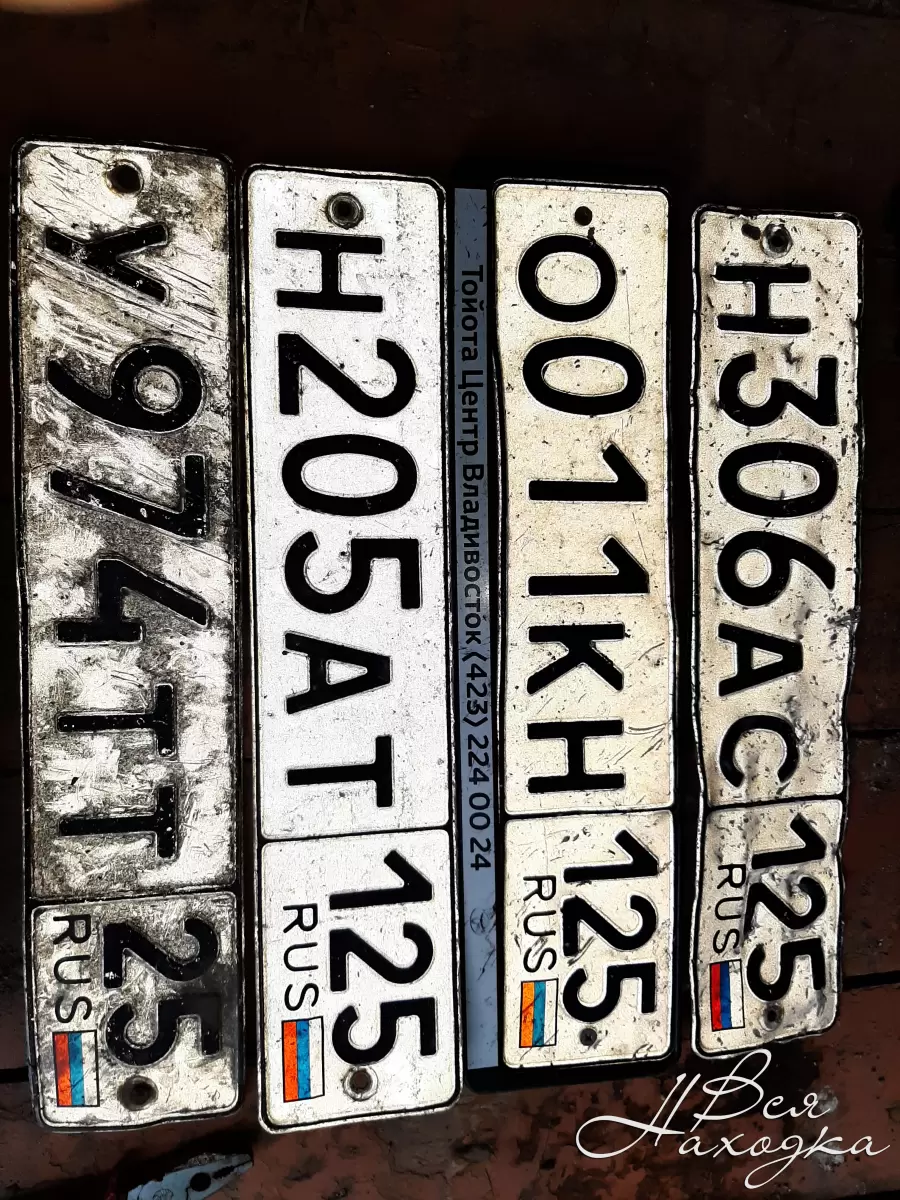 У974ТТ
25
RUS
Н205АТ
125
RUS
Тойота Центр Владивосток (423) 224 00 24
О011КН
125
RUS
Н306АС
125
RUS
Вся
Находка